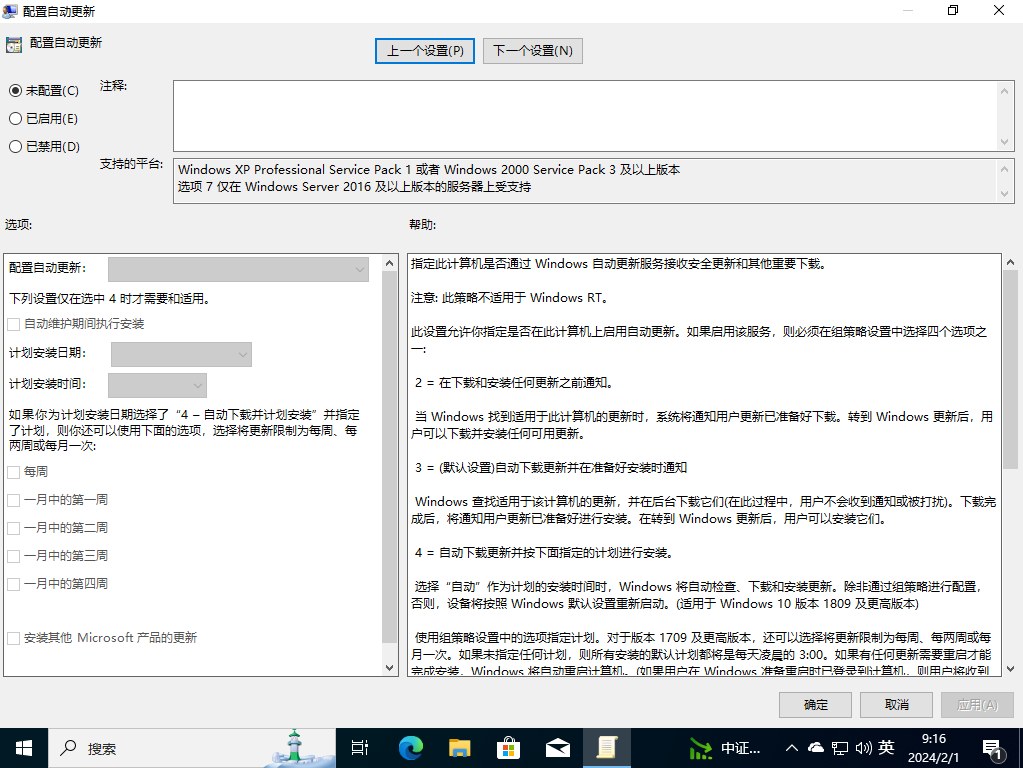 配置自动更新
配置自动更新
上一个设置(P)
下一个设置(N)
未配置(C)
注释:
已启用(E)
已禁用(D)
支持的平台:
Windows XP Professional Service Pack 1 或者 Windows 2000 Service Pack 3 及以上版本
选项 7 仅在 Windows Server 2016 及以上版本的服务器上受支持
选项:
帮助:
配置自动更新:
下列设置仅在选中 4 时才需要和适用。
自动维护期间执行安装
计划安装日期:
计划安装时间:
如果你为计划安装日期选择了“4 – 自动下载并计划安装”并指定
了计划，则你还可以使用下面的选项，选择将更新限制为每周、每
两周或每月一次:
每周
一月中的第一周
一月中的第二周
一月中的第三周
一月中的第四周
安装其他 Microsoft 产品的更新
指定此计算机是否通过 Windows 自动更新服务接收安全更新和其他重要下载。
注意: 此策略不适用于 Windows RT。
此设置允许你指定是否在此计算机上启用自动更新。如果启用该服务，则必须在组策略设置中选择四个选项之
一:
2 = 在下载和安装任何更新之前通知。
当 Windows 找到适用于此计算机的更新时，系统将通知用户更新已准备好下载。转到 Windows 更新后，用
户可以下载并安装任何可用更新。
3 = (默认设置)自动下载更新并在准备好安装时通知
Windows 查找适用于该计算机的更新，并在后台下载它们(在此过程中，用户不会收到通知或被打扰)。下载完
成后，将通知用户更新已准备好进行安装。在转到 Windows 更新后，用户可以安装它们。
4 = 自动下载更新并按下面指定的计划进行安装。
选择“自动”作为计划的安装时间时，Windows 将自动检查、下载和安装更新。除非通过组策略进行配置，
否则，设备将按照 Windows 默认设置重新启动。(适用于 Windows 10 版本 1809 及更高版本)
使用组策略设置中的选项指定计划。对于版本 1709 及更高版本，还可以选择将更新限制为每周、每两周或每
月一次。如果未指定任何计划，则所有安装的默认计划都将是每天凌晨的 3:00。如果有任何更新需要重启才能
完成安装，Windows 将自动重启计算机。(如果用户在 Windows 准备重启时已登录到计算机，则用户将收到
确定
取消
应用(A)
搜索
中证...
英
9:16
2024/2/1
1